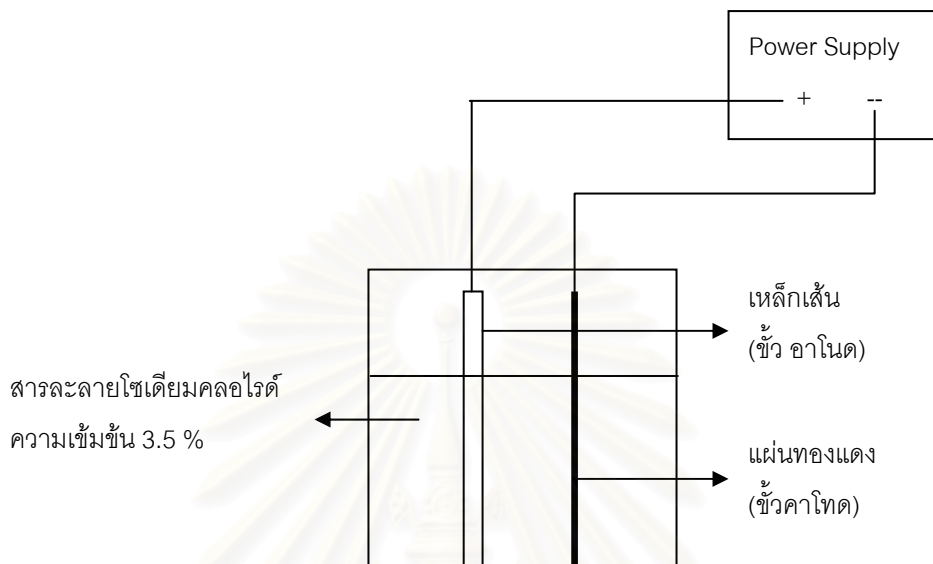 Power Supply
+ --
เหล็กเส้น
(ขั้ว อาโนด)
สารละลายโซเดียมคลอไรด์
ความเข้มข้น 3.5 %
แผ่นทองแดง
(ขั้วคาโทด)